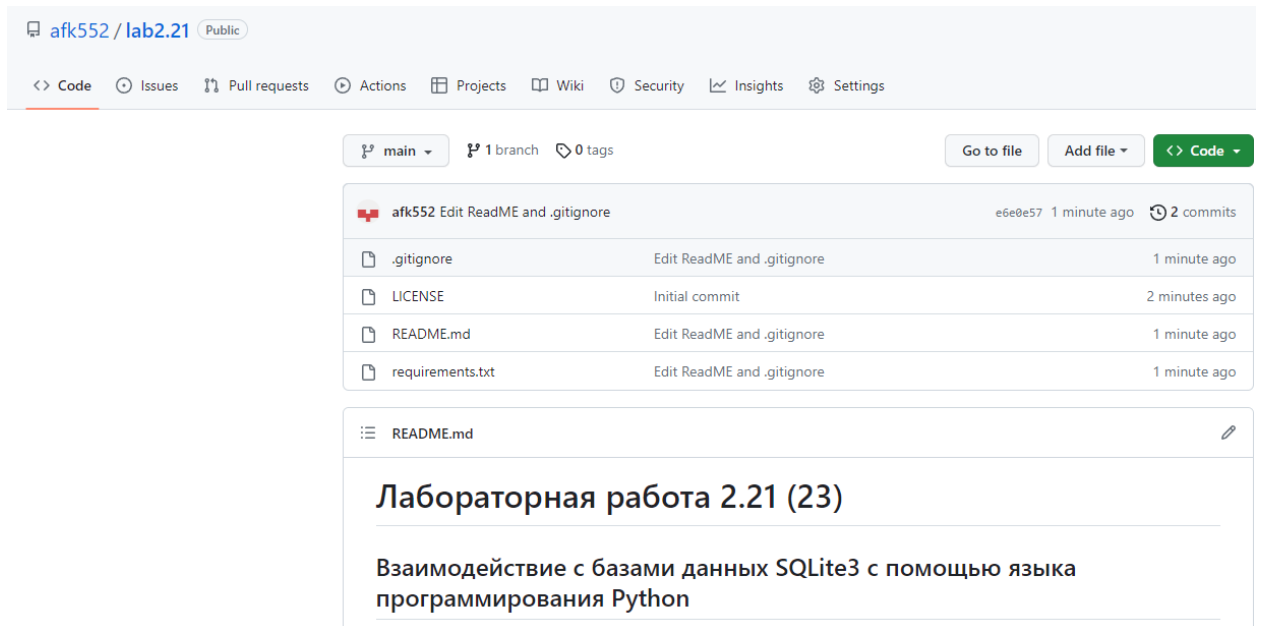 afk552 / lab2.21 Public
Code Issues Pull requests Actions Projects Wiki Security Insights Settings
main 1 branch 0 tags Go to file Add file Code
afk552 Edit ReadME and .gitignore e6e0e57 1 minute ago 2 commits
.gitignore Edit ReadME and .gitignore 1 minute ago
LICENSE Initial commit 2 minutes ago
README.md Edit ReadME and .gitignore 1 minute ago
requirements.txt Edit ReadME and .gitignore 1 minute ago
README.md
Лабораторная работа 2.21 (23)
Взаимодействие с базами данных SQLite3 с помощью языка
программирования Python